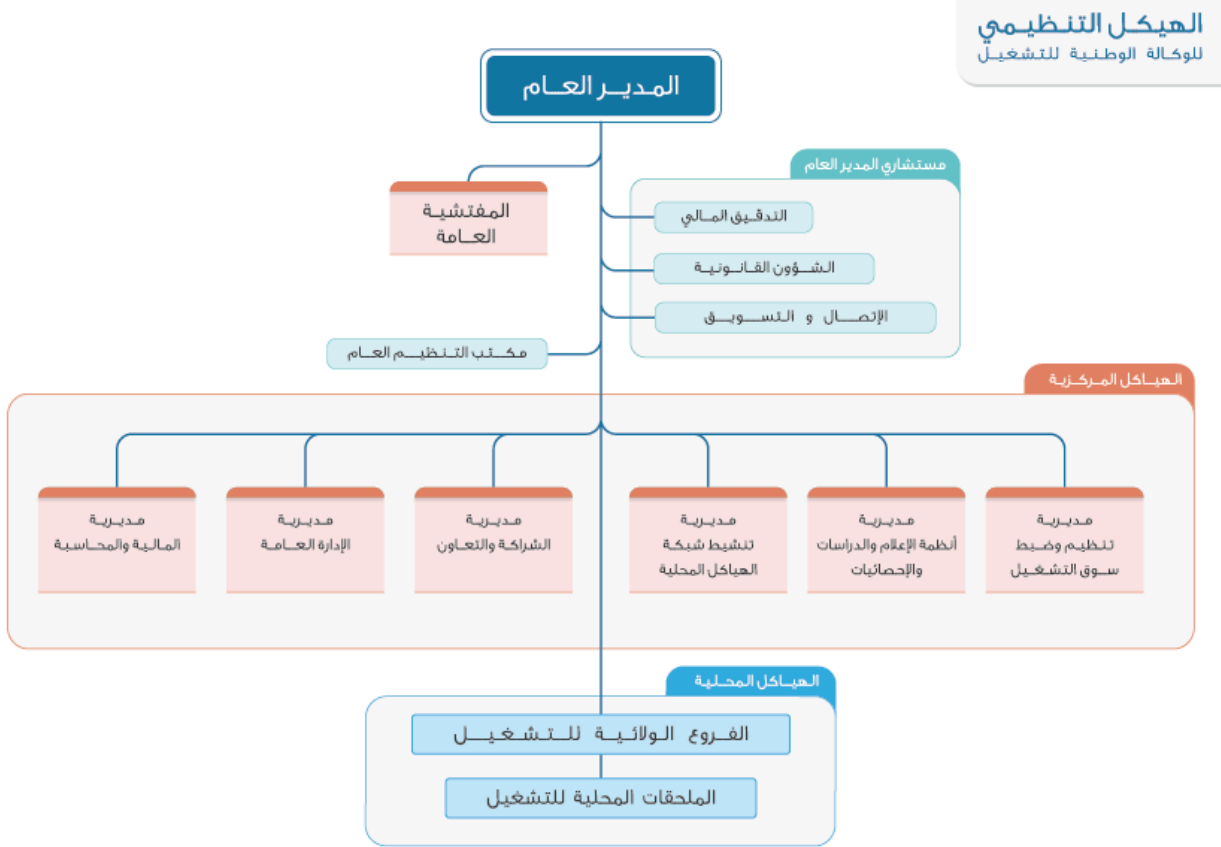 الهيكل التنظيمي
للوكالة الوطنية للتشغيل
المدير العام
مستشاري المدير العام
المفتشية
العامة
التدقيق المالي
الشؤون القانونية
الإتصال و التسويق
مكتب التنظيم العام
الهياكل المركزية
مديرية
تنظيم وضبط
سوق التشغيل
مديرية
أنظمة الإعلام والدراسات
والإحصائيات
مديرية
تنشيط شبكة
الهياكل المحلية
مديرية
الشراكة والتعاون
مديرية
الإدارة العامة
مديرية
المالية والمحاسبة
الهياكل المحلية
الفروع الولائية للتشغيل
الملحقات المحلية للتشغيل